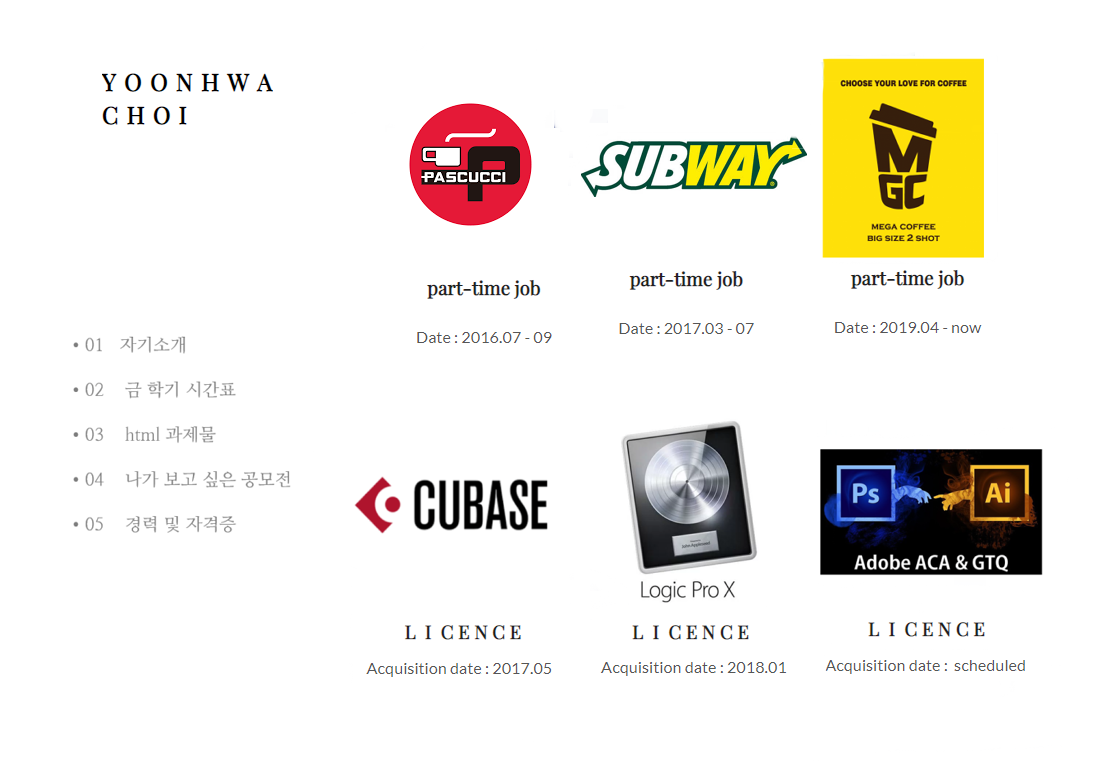 YOONHWA
CHOI
• 01 자기소개
• 02 금 학기 시간표
• 03 html 과제물
• 04 나가 보고 싶은 공모전
• 05 경력 및 자격증
PASCUCCI
part-time job
Date : 2016.07 - 09
SUBWAY
part-time job
Date : 2017.03 - 07
CHOOSE YOUR LOVE FOR COFFEE
M
GC
MEGA COFFEE
BIG SIZE 2 SHOT
part-time job
Date : 2019.04 - now
CUBASE
LICENCE
Acquisition date : 2017.05
Logic Pro X
LICENCE
Acquisition date : 2018.01
Ps Ai
Adobe ACA & GTQ
LICENCE
Acquisition date : scheduled